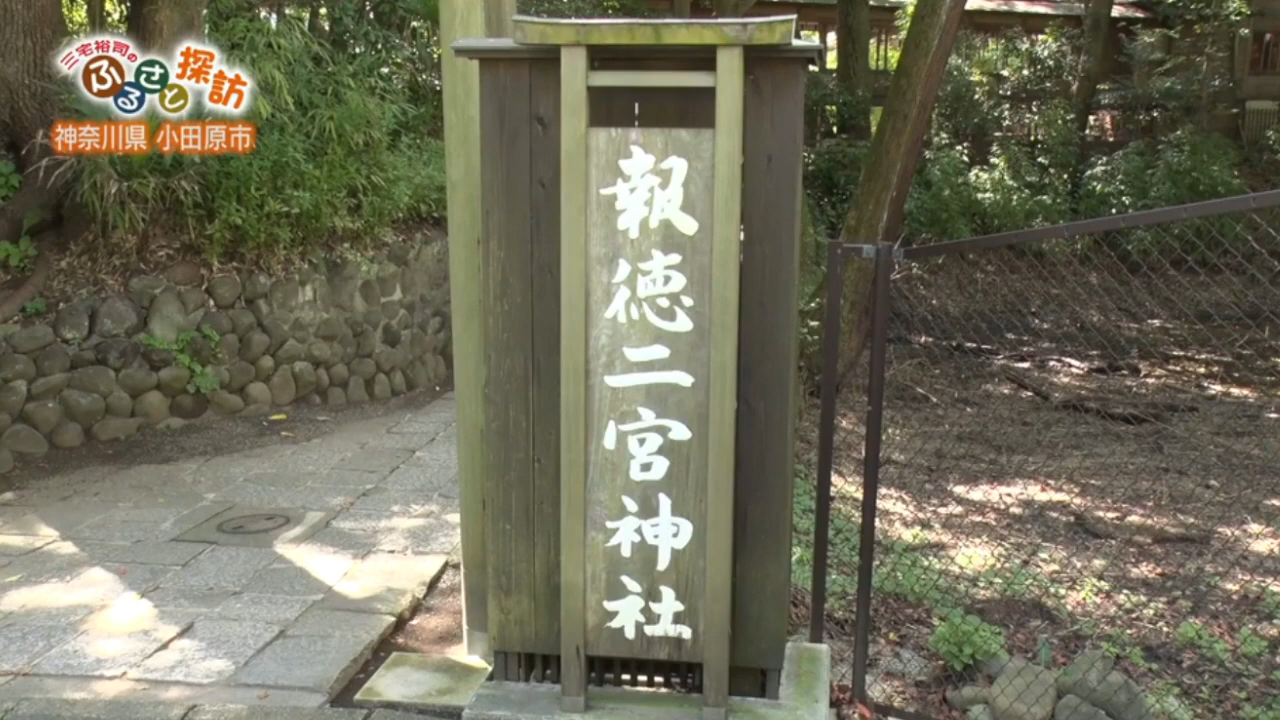 三宅裕司の
ふるさと探訪
神奈川県 小田原市
報徳二宮神社